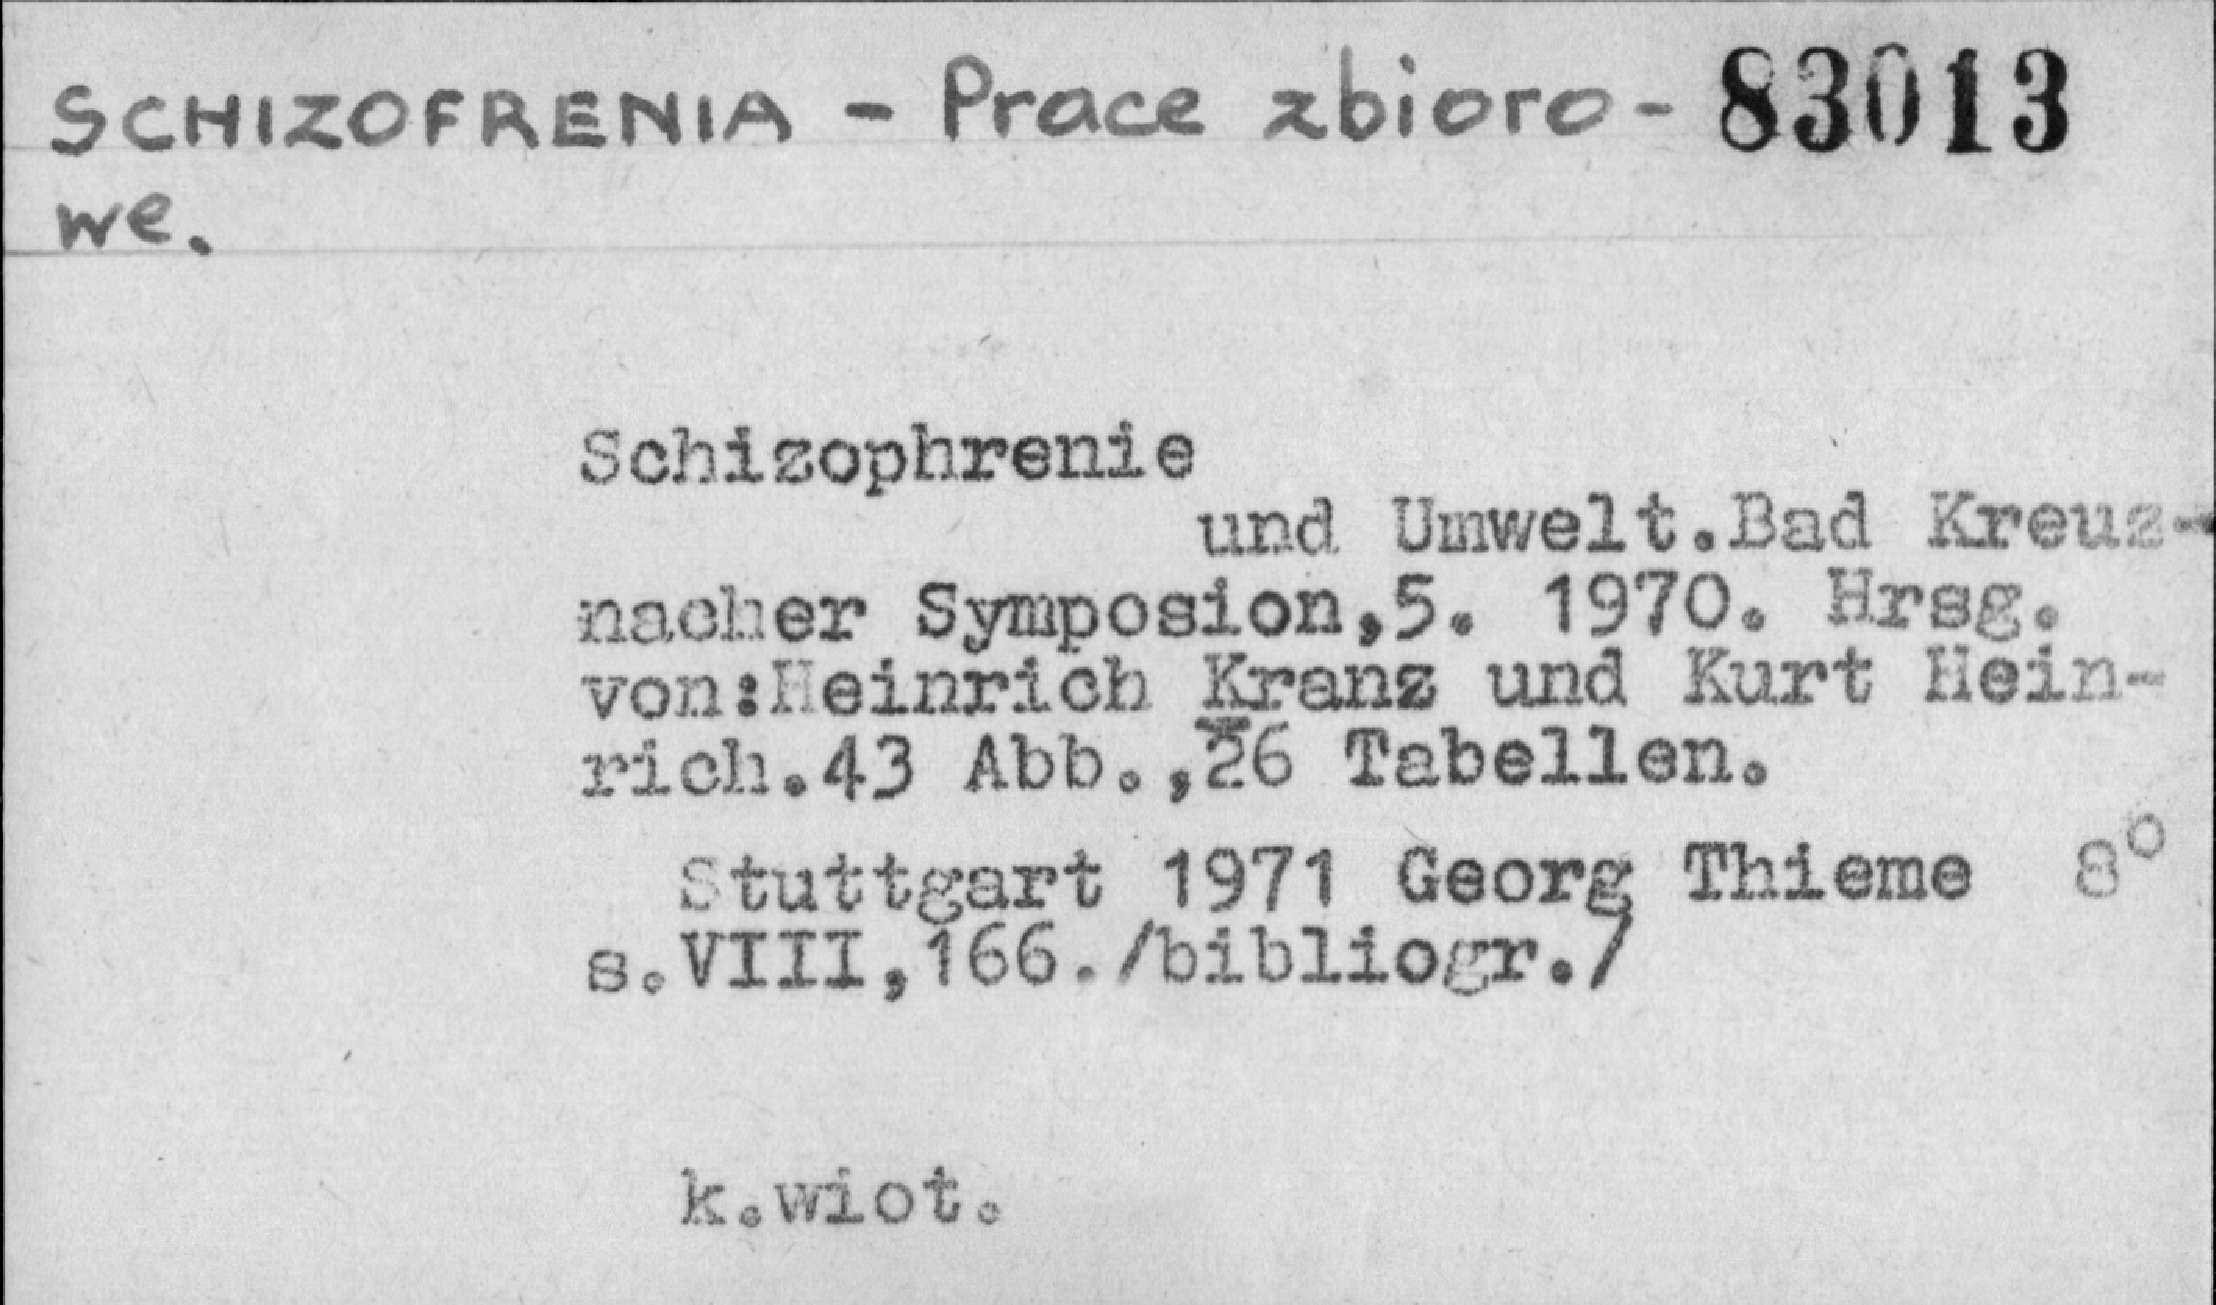 SCHIZOFRENIA - Prace zbioro- 83013
we.
Schizophrenie
und Umwelt.Bad Kreuz-
nacher Symposion,5. 1970. Hrsg.
von:Heinrich Kranz und Kurt Hein-
rich.43 Abb.,26 Tabellen.
Stuttgart 1971 Georg Thieme 8°
s.VIII,166./bibliogr./
k.wiot.